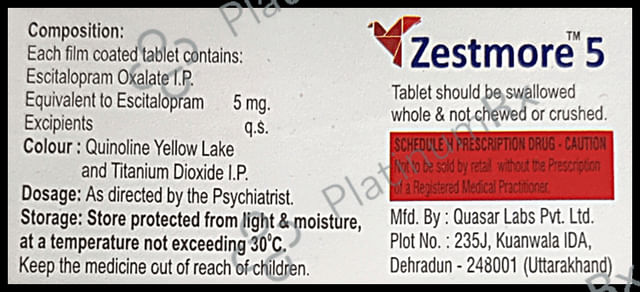 Composition:
Each film coated tablet contains:
Escitalopram Oxalate I.P.
Equivalent to Escitalopram 5 mg.
Excipients q.s.
Colour : Quinoline Yellow Lake
and Titanium Dioxide I.P.
Dosage: As directed by the Psychiatrist.
Storage: Store protected from light & moisture,
at a temperature not exceeding 30°C.
Keep the medicine out of reach of children.
Zestmore™ 5
Tablet should be swallowed
whole & not chewed or crushed.
SCHEDULE H PRESCRIPTION DRUG - CAUTION
Not to be sold by retail without the Prescription
of a Registered Medical Practitioner.
Mfd. By : Quasar Labs Pvt. Ltd.
Plot No. : 235J, Kuanwala IDA,
Dehradun - 248001 (Uttarakhand)
PlatinumRx